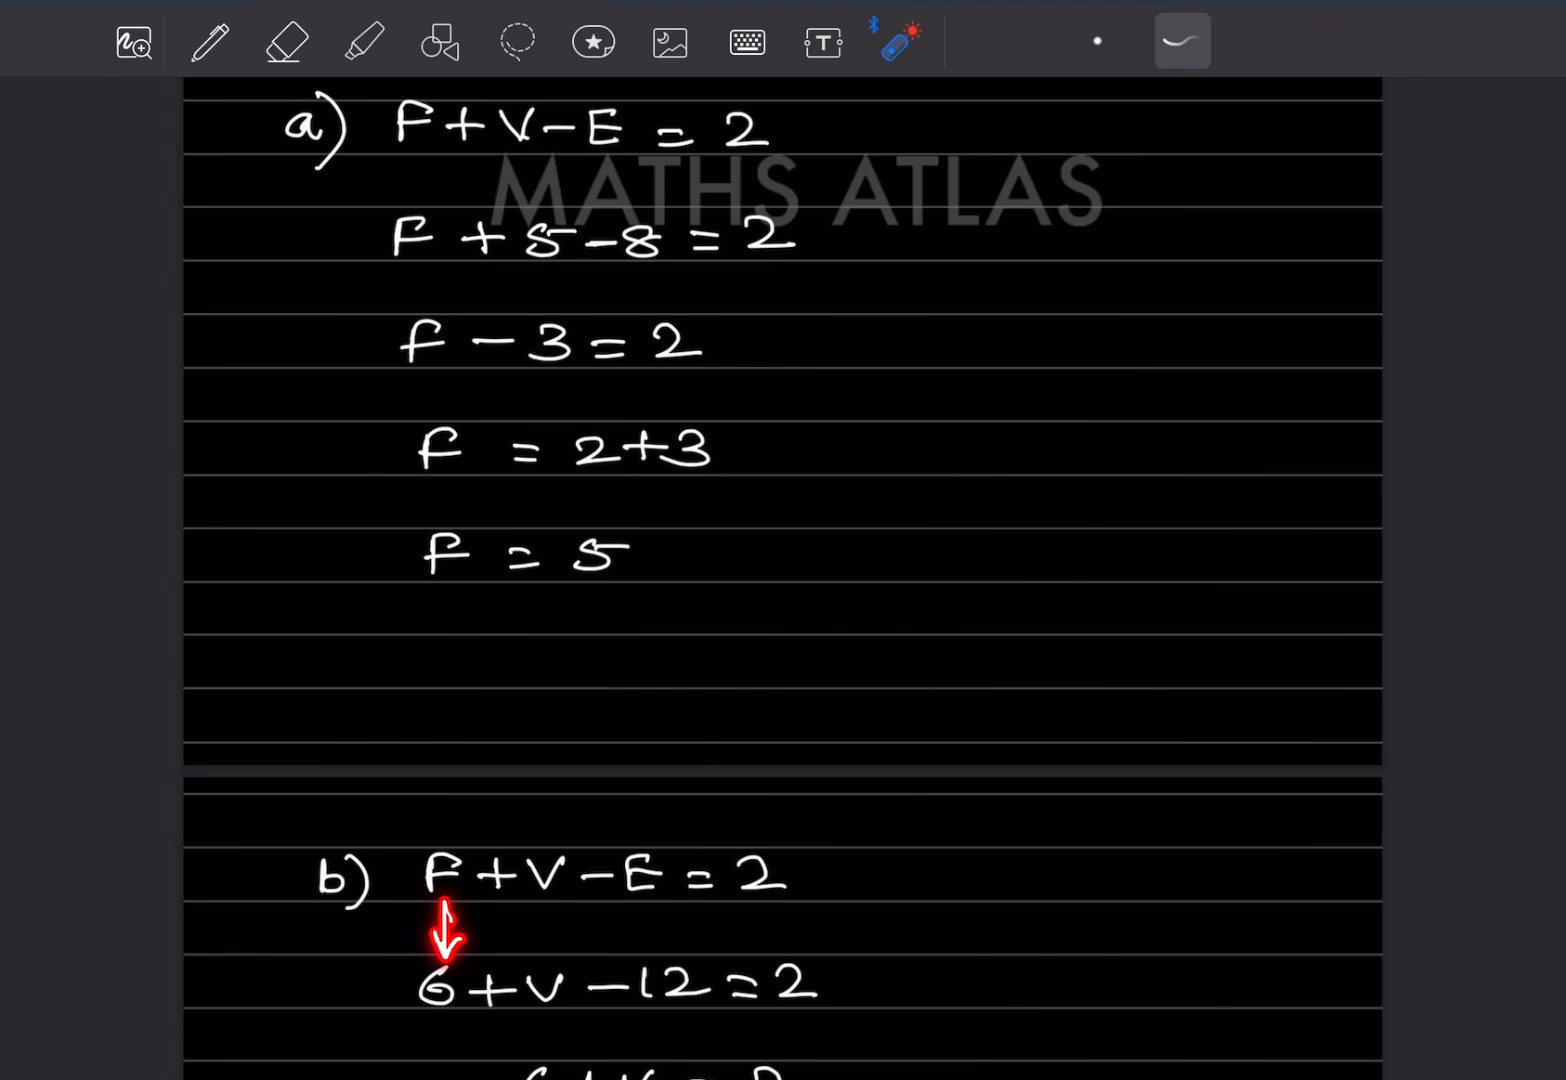 a) F + V - E = 2
MATHS ATLAS
F + 5 - 8 = 2
F - 3 = 2
F = 2 + 3
F = 5
b) F + V - E = 2
6 + V - 12 = 2